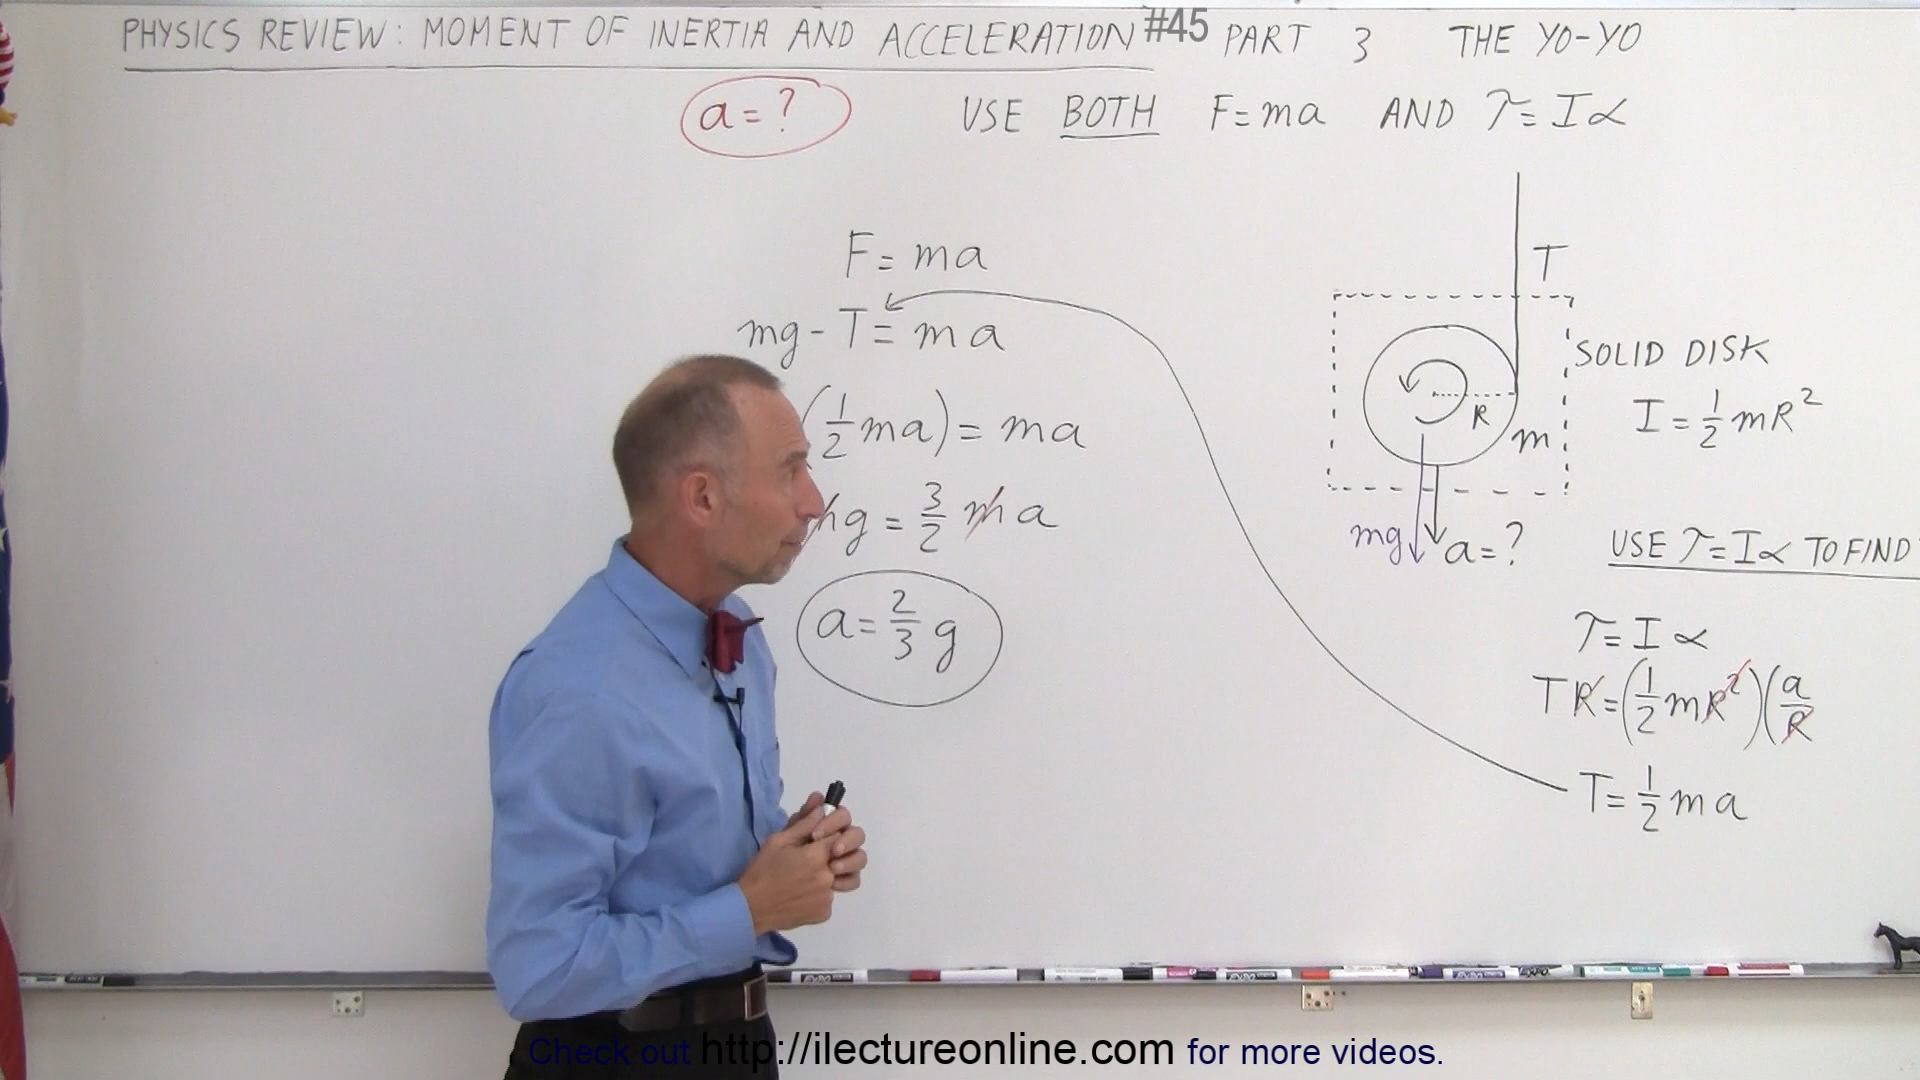 PHYSICS REVIEW: MOMENT OF INERTIA AND ACCELERATION #45 PART 3 THE YO-YO
a = ?
USE BOTH F = ma AND τ = Iα
F = ma
mg - T = ma
(1/2 ma) = ma
g = 3/2 ma
a = 2/3 g
T
SOLID DISK
I = 1/2 mR²
R
m
mg
a = ?
USE τ = Iα TO FIND
τ = Iα
TR = (1/2 mR²)(a/R
T = 1/2 ma
EXPO
Check out http://ilectureonline.com for more videos.